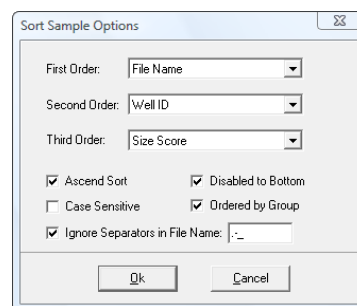 Sort Sample Options
First Order: File Name
Second Order: Well ID
Third Order: Size Score
Ascend Sort Disabled to Bottom
Case Sensitive Ordered by Group
Ignore Separators in File Name: .-_
Ok Cancel